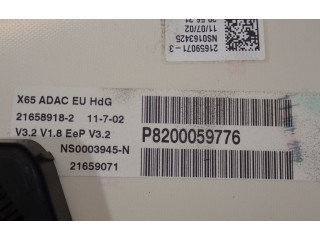 21659071-3
11/07/02
NS0163425
X65 ADAC EU HdG
21658918-2 11-7-02
V3.2 V1.8 EeP V3.2
NS0003945-N
21659071
P8200059776